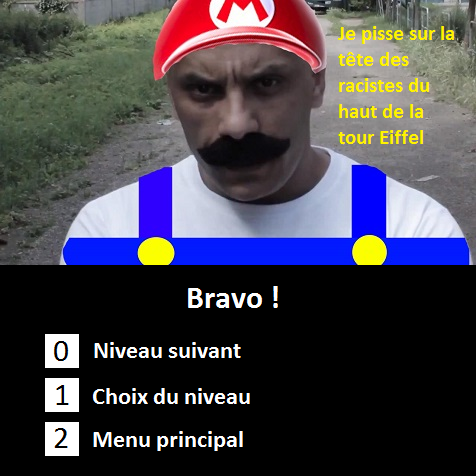 M
Je pisse sur la
tête des
racistes du
haut de la
tour Eiffel
Bravo !
0 Niveau suivant
1 Choix du niveau
2 Menu principal